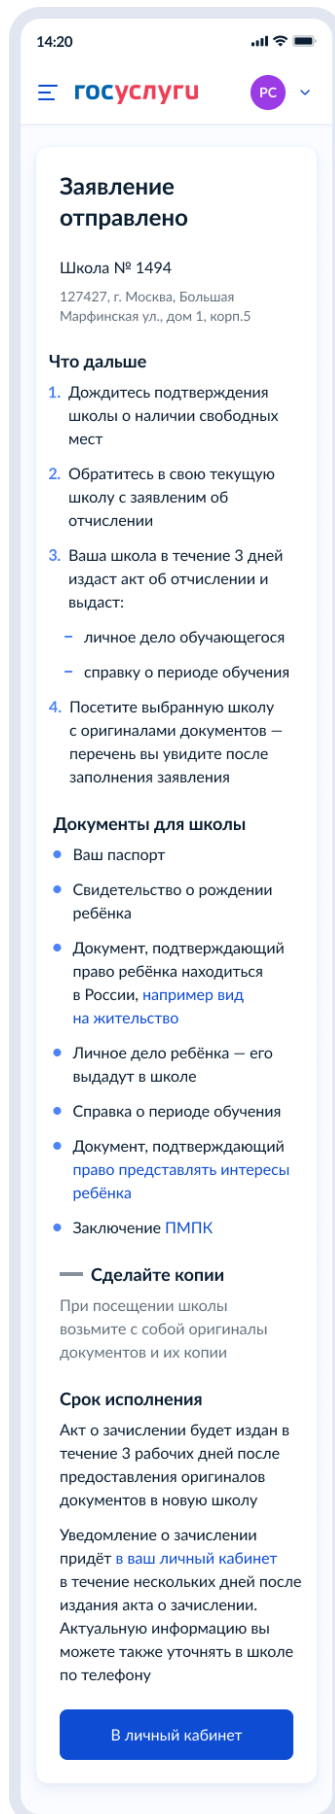 14:20
госуслуги
РС
Заявление
отправлено
Школа № 1494
127427, г. Москва, Большая
Марфинская ул., дом 1, корп.5
Что дальше
1. Дождитесь подтверждения
школы о наличии свободных
мест
2. Обратитесь в свою текущую
школу с заявленим об
отчислении
3. Ваша школа в течение 3 дней
издаст акт об отчислении и
выдаст:
– личное дело обучающегося
– справку о периоде обучения
4. Посетите выбранную школу
с оригиналами документов —
перечень вы увидите после
заполнения заявления
Документы для школы
• Ваш паспорт
• Свидетельство о рождении
ребёнка
• Документ, подтверждающий
право ребёнка находиться
в России, например вид
на жительство
• Личное дело ребёнка — его
выдадут в школе
• Справка о периоде обучения
• Документ, подтверждающий
право представлять интересы
ребёнка
• Заключение ПМПК
Сделайте копии
При посещении школы
возьмите с собой оригиналы
документов и их копии
Срок исполнения
Акт о зачислении будет издан в
течение 3 рабочих дней после
предоставления оригиналов
документов в новую школу
Уведомление о зачислении
придёт в ваш личный кабинет
в течение нескольких дней после
издания акта о зачислении.
Актуальную информацию вы
можете также уточнять в школе
по телефону
В личный кабинет